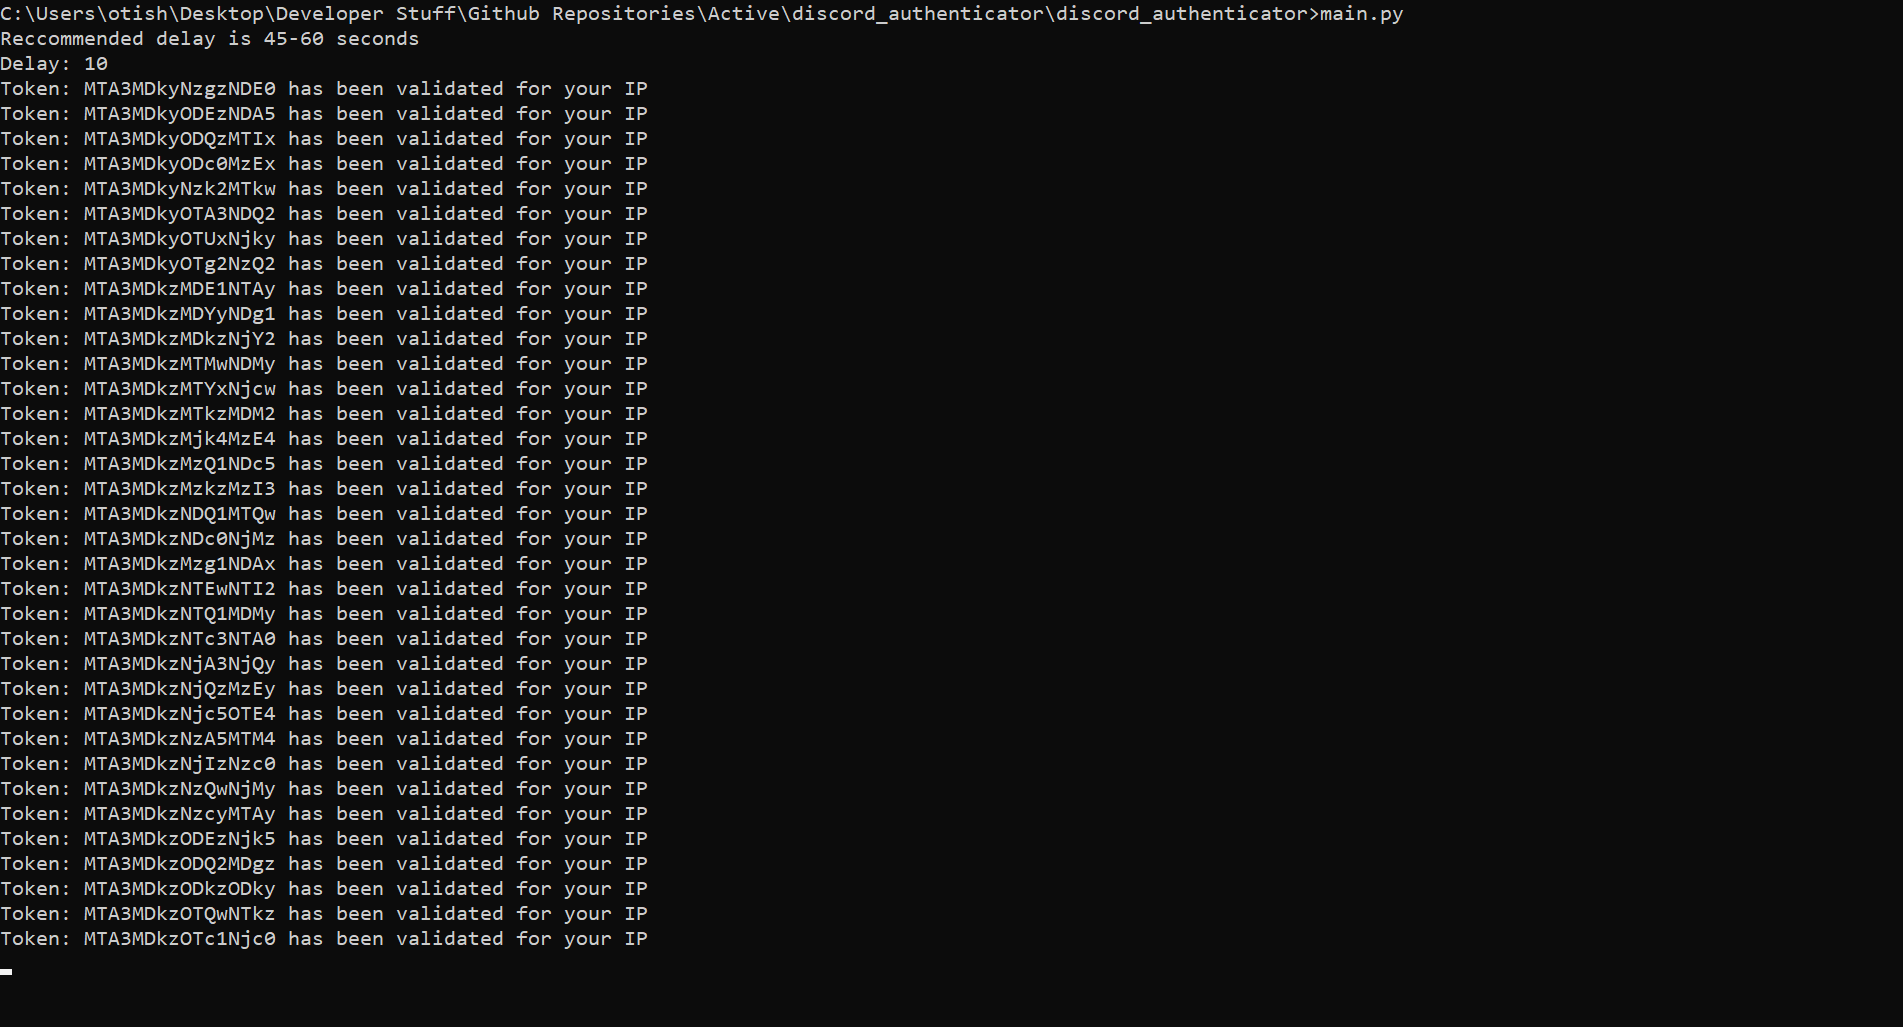 C:\Users\otish\Desktop\Developer Stuff\Github Repositories\Active\discord_authenticator\discord_authenticator>main.py
Reccommended delay is 45-60 seconds
Delay: 10
Token: MTA3MDkyNzgzNDE0 has been validated for your IP
Token: MTA3MDkyODEzNDA5 has been validated for your IP
Token: MTA3MDkyODQzMTIx has been validated for your IP
Token: MTA3MDkyODc0MzEx has been validated for your IP
Token: MTA3MDkyNzk2MTkw has been validated for your IP
Token: MTA3MDkyOTA3NDQ2 has been validated for your IP
Token: MTA3MDkyOTUxNjky has been validated for your IP
Token: MTA3MDkyOTg2NzQ2 has been validated for your IP
Token: MTA3MDkzMDE1NTAy has been validated for your IP
Token: MTA3MDkzMDYyNDg1 has been validated for your IP
Token: MTA3MDkzMDkzNjY2 has been validated for your IP
Token: MTA3MDkzMTMwNDMy has been validated for your IP
Token: MTA3MDkzMTYxNjcw has been validated for your IP
Token: MTA3MDkzMTkzMDM2 has been validated for your IP
Token: MTA3MDkzMjk4MzE4 has been validated for your IP
Token: MTA3MDkzMzQ1NDc5 has been validated for your IP
Token: MTA3MDkzMzkzMzI3 has been validated for your IP
Token: MTA3MDkzNDQ1MTQw has been validated for your IP
Token: MTA3MDkzNDc0NjMz has been validated for your IP
Token: MTA3MDkzMzg1NDAx has been validated for your IP
Token: MTA3MDkzNTEwNTI2 has been validated for your IP
Token: MTA3MDkzNTQ1MDMy has been validated for your IP
Token: MTA3MDkzNTc3NTA0 has been validated for your IP
Token: MTA3MDkzNjA3NjQy has been validated for your IP
Token: MTA3MDkzNjQzMzEy has been validated for your IP
Token: MTA3MDkzNjc5OTE4 has been validated for your IP
Token: MTA3MDkzNzA5MTM4 has been validated for your IP
Token: MTA3MDkzNjIzNzc0 has been validated for your IP
Token: MTA3MDkzNzQwNjMy has been validated for your IP
Token: MTA3MDkzNzcyMTAy has been validated for your IP
Token: MTA3MDkzODEzNjk5 has been validated for your IP
Token: MTA3MDkzODQ2MDgz has been validated for your IP
Token: MTA3MDkzODkzODky has been validated for your IP
Token: MTA3MDkzOTQwNTkz has been validated for your IP
Token: MTA3MDkzOTc1Njc0 has been validated for your IP